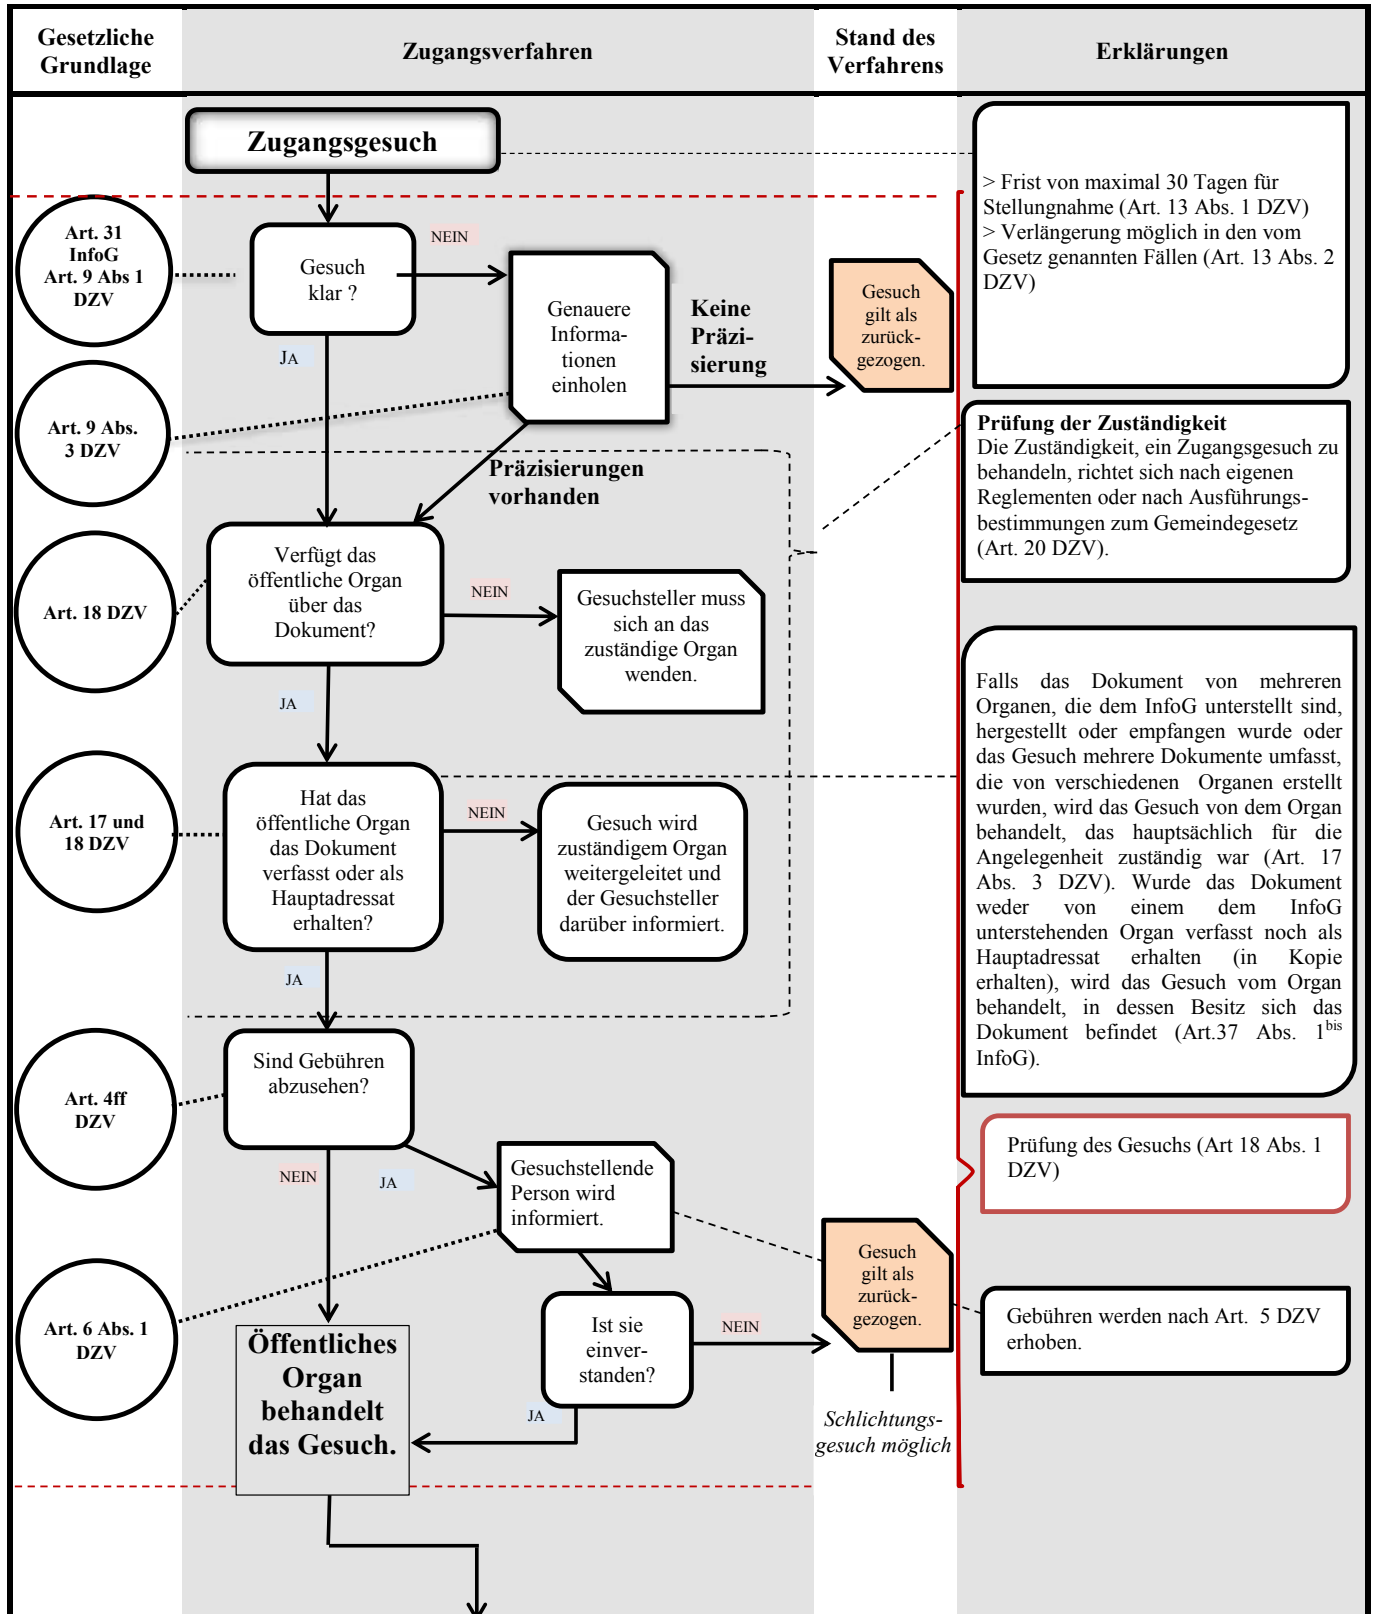 Gesetzliche
Grundlage
Zugangsverfahren
Stand des
Verfahrens
Erklärungen
Zugangsgesuch
> Frist von maximal 30 Tagen für
Stellungnahme (Art. 13 Abs. 1 DZV)
> Verlängerung möglich in den vom
Gesetz genannten Fällen (Art. 13 Abs. 2
DZV)
Art. 31
InfoG
Art. 9 Abs 1
DZV
Gesuch
klar ?
NEIN
JA
Genauere
Informa-
tionen
einholen
Keine
Präzi-
sierung
Gesuch
gilt als
zurück-
gezogen.
Art. 9 Abs.
3 DZV
Präzisierungen
vorhanden
Prüfung der Zuständigkeit
Die Zuständigkeit, ein Zugangsgesuch zu
behandeln, richtet sich nach eigenen
Reglementen oder nach Ausführungs-
bestimmungen zum Gemeindegesetz
(Art. 20 DZV).
Art. 18 DZV
Verfügt das
öffentliche Organ
über das
Dokument?
NEIN
JA
Gesuchsteller muss
sich an das
zuständige Organ
wenden.
Falls das Dokument von mehreren
Organen, die dem InfoG unterstellt sind,
hergestellt oder empfangen wurde oder
das Gesuch mehrere Dokumente umfasst,
die von verschiedenen Organen erstellt
wurden, wird das Gesuch von dem Organ
behandelt, das hauptsächlich für die
Angelegenheit zuständig war (Art. 17
Abs. 3 DZV). Wurde das Dokument
weder von einem dem InfoG
unterstehenden Organ verfasst noch als
Hauptadressat erhalten (in Kopie
erhalten), wird das Gesuch vom Organ
behandelt, in dessen Besitz sich das
Dokument befindet (Art.37 Abs. 1bis
InfoG).
Art. 17 und
18 DZV
Hat das
öffentliche Organ
das Dokument
verfasst oder als
Hauptadressat
erhalten?
NEIN
JA
Gesuch wird
zuständigem Organ
weitergeleitet und
der Gesuchsteller
darüber informiert.
Art. 4ff
DZV
Sind Gebühren
abzusehen?
NEIN
JA
Gesuchstellende
Person wird
informiert.
Prüfung des Gesuchs (Art 18 Abs. 1
DZV)
Art. 6 Abs. 1
DZV
Ist sie
einver-
standen?
NEIN
JA
Gesuch
gilt als
zurück-
gezogen.
Gebühren werden nach Art. 5 DZV
erhoben.
Öffentliches
Organ
behandelt
das Gesuch.
Schlichtungs-
gesuch möglich